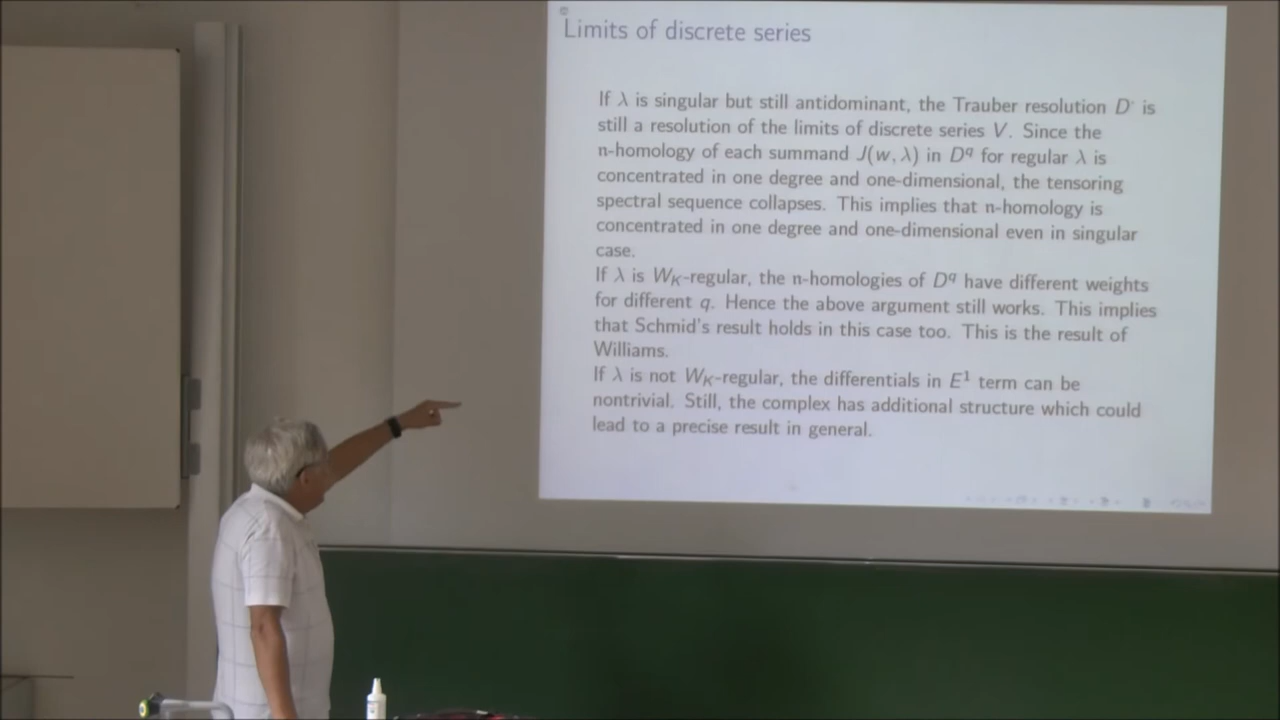 Limits of discrete series
If λ is singular but still antidominant, the Trauber resolution D˙ is
still a resolution of the limits of discrete series V. Since the
n-homology of each summand J(w, λ) in D^q for regular λ is
concentrated in one degree and one-dimensional, the tensoring
spectral sequence collapses. This implies that n-homology is
concentrated in one degree and one-dimensional even in singular
case.
If λ is W_K-regular, the n-homologies of D^q have different weights
for different q. Hence the above argument still works. This implies
that Schmid's result holds in this case too. This is the result of
Williams.
If λ is not W_K-regular, the differentials in E^1 term can be
nontrivial. Still, the complex has additional structure which could
lead to a precise result in general.